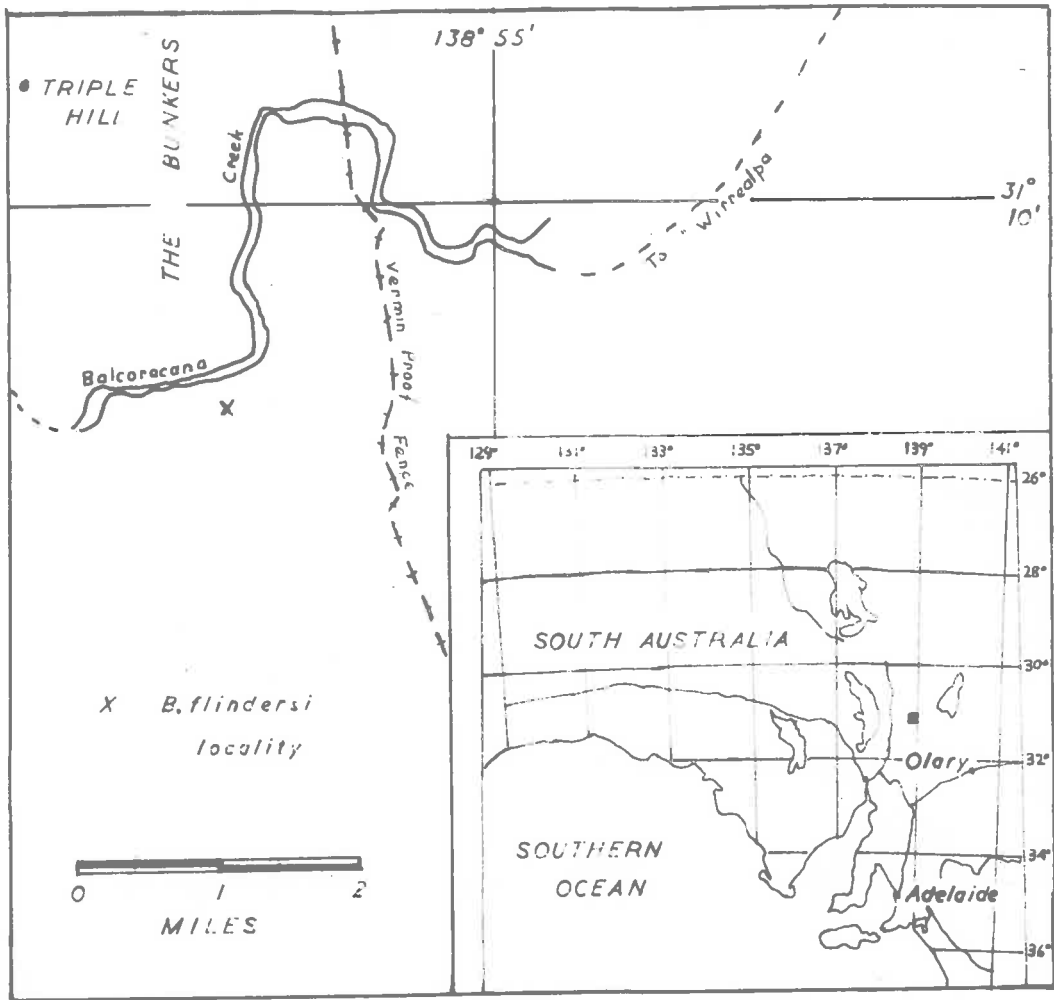 138° 55'
TRIPLE
HILL
THE BUNKERS
Creek
31°
10'
To Wirrealpa
Vermin Proof Fence
Balcoracana
X
X B. flindersi
locality
0 1 2
MILES
129° 131° 133° 135° 137° 139° 141°
26°
28°
SOUTH AUSTRALIA
30°
Olary
32°
SOUTHERN
OCEAN
34°
Adelaide
36°